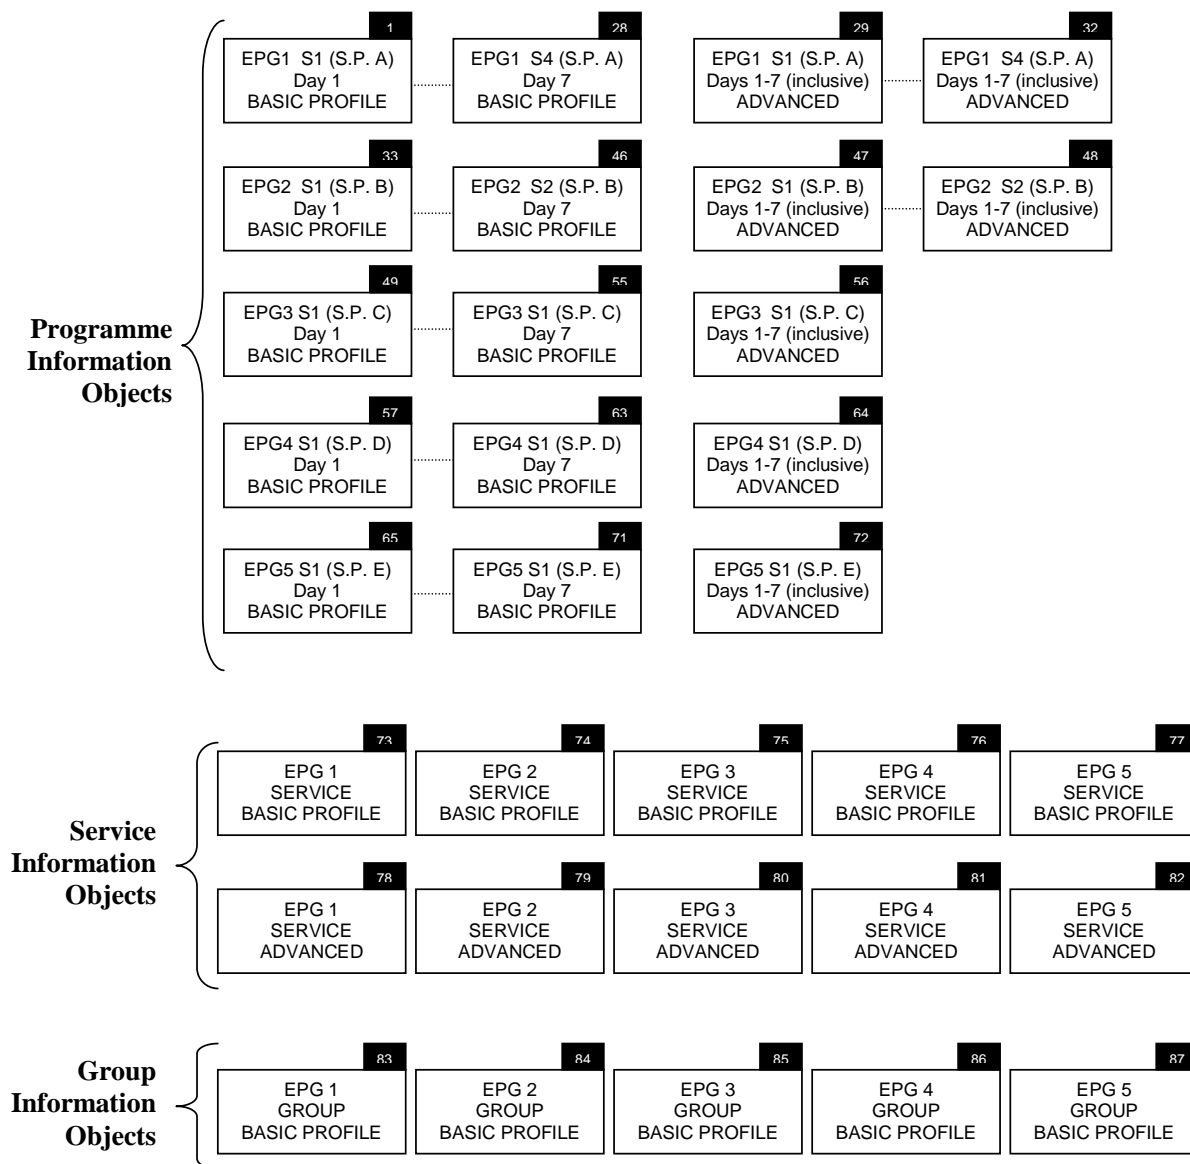 1
28
29
32
EPG1 S1 (S.P. A)
Day 1
BASIC PROFILE
EPG1 S4 (S.P. A)
Day 7
BASIC PROFILE
EPG1 S1 (S.P. A)
Days 1-7 (inclusive)
ADVANCED
EPG1 S4 (S.P. A)
Days 1-7 (inclusive)
ADVANCED
33
46
47
48
EPG2 S1 (S.P. B)
Day 1
BASIC PROFILE
EPG2 S2 (S.P. B)
Day 7
BASIC PROFILE
EPG2 S1 (S.P. B)
Days 1-7 (inclusive)
ADVANCED
EPG2 S2 (S.P. B)
Days 1-7 (inclusive)
ADVANCED
Programme
Information
Objects
49
55
56
EPG3 S1 (S.P. C)
Day 1
BASIC PROFILE
EPG3 S1 (S.P. C)
Day 7
BASIC PROFILE
EPG3 S1 (S.P. C)
Days 1-7 (inclusive)
ADVANCED
57
63
64
EPG4 S1 (S.P. D)
Day 1
BASIC PROFILE
EPG4 S1 (S.P. D)
Day 7
BASIC PROFILE
EPG4 S1 (S.P. D)
Days 1-7 (inclusive)
ADVANCED
65
71
72
EPG5 S1 (S.P. E)
Day 1
BASIC PROFILE
EPG5 S1 (S.P. E)
Day 7
BASIC PROFILE
EPG5 S1 (S.P. E)
Days 1-7 (inclusive)
ADVANCED
Service
Information
Objects
73
74
75
76
77
EPG 1
SERVICE
BASIC PROFILE
EPG 2
SERVICE
BASIC PROFILE
EPG 3
SERVICE
BASIC PROFILE
EPG 4
SERVICE
BASIC PROFILE
EPG 5
SERVICE
BASIC PROFILE
78
79
80
81
82
EPG 1
SERVICE
ADVANCED
EPG 2
SERVICE
ADVANCED
EPG 3
SERVICE
ADVANCED
EPG 4
SERVICE
ADVANCED
EPG 5
SERVICE
ADVANCED
Group
Information
Objects
83
84
85
86
87
EPG 1
GROUP
BASIC PROFILE
EPG 2
GROUP
BASIC PROFILE
EPG 3
GROUP
BASIC PROFILE
EPG 4
GROUP
BASIC PROFILE
EPG 5
GROUP
BASIC PROFILE